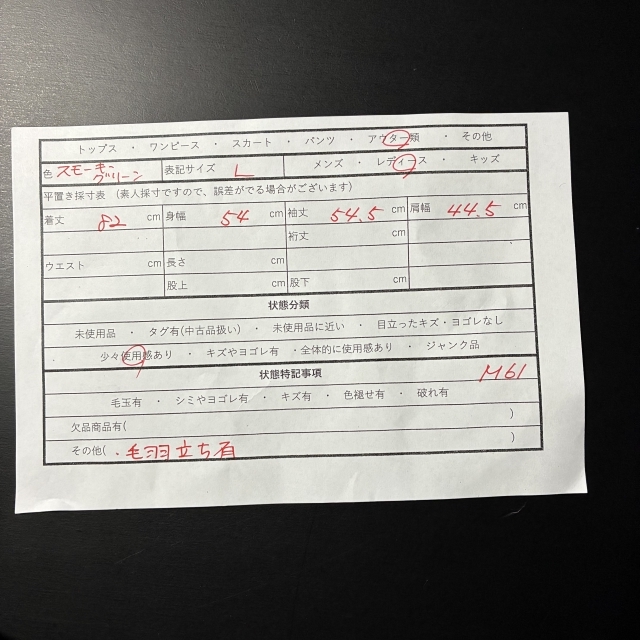 トップス ・ ワンピース ・ スカート ・ パンツ ・ アウター類 ・ その他
色 スモーキーグリーン 表記サイズ L メンズ ・ レディース ・ キッズ
平置き採寸表 (素人採寸ですので、誤差がでる場合がございます)
着丈 82 cm 身幅 54 cm 袖丈 54.5 cm 肩幅 44.5 cm
裄丈 cm
ウエスト cm 長さ cm
股上 cm 股下 cm
状態分類
未使用品 ・ タグ有(中古品扱い) ・ 未使用品に近い ・ 目立ったキズ・ヨゴレなし
少々使用感あり ・ キズやヨゴレ有 ・全体的に使用感あり ・ ジャンク品
状態特記事項 M61
毛玉有 ・ シミやヨゴレ有 ・ キズ有 ・ 色褪せ有 ・ 破れ有
欠品商品有( )
その他( ・毛羽立ち有 )